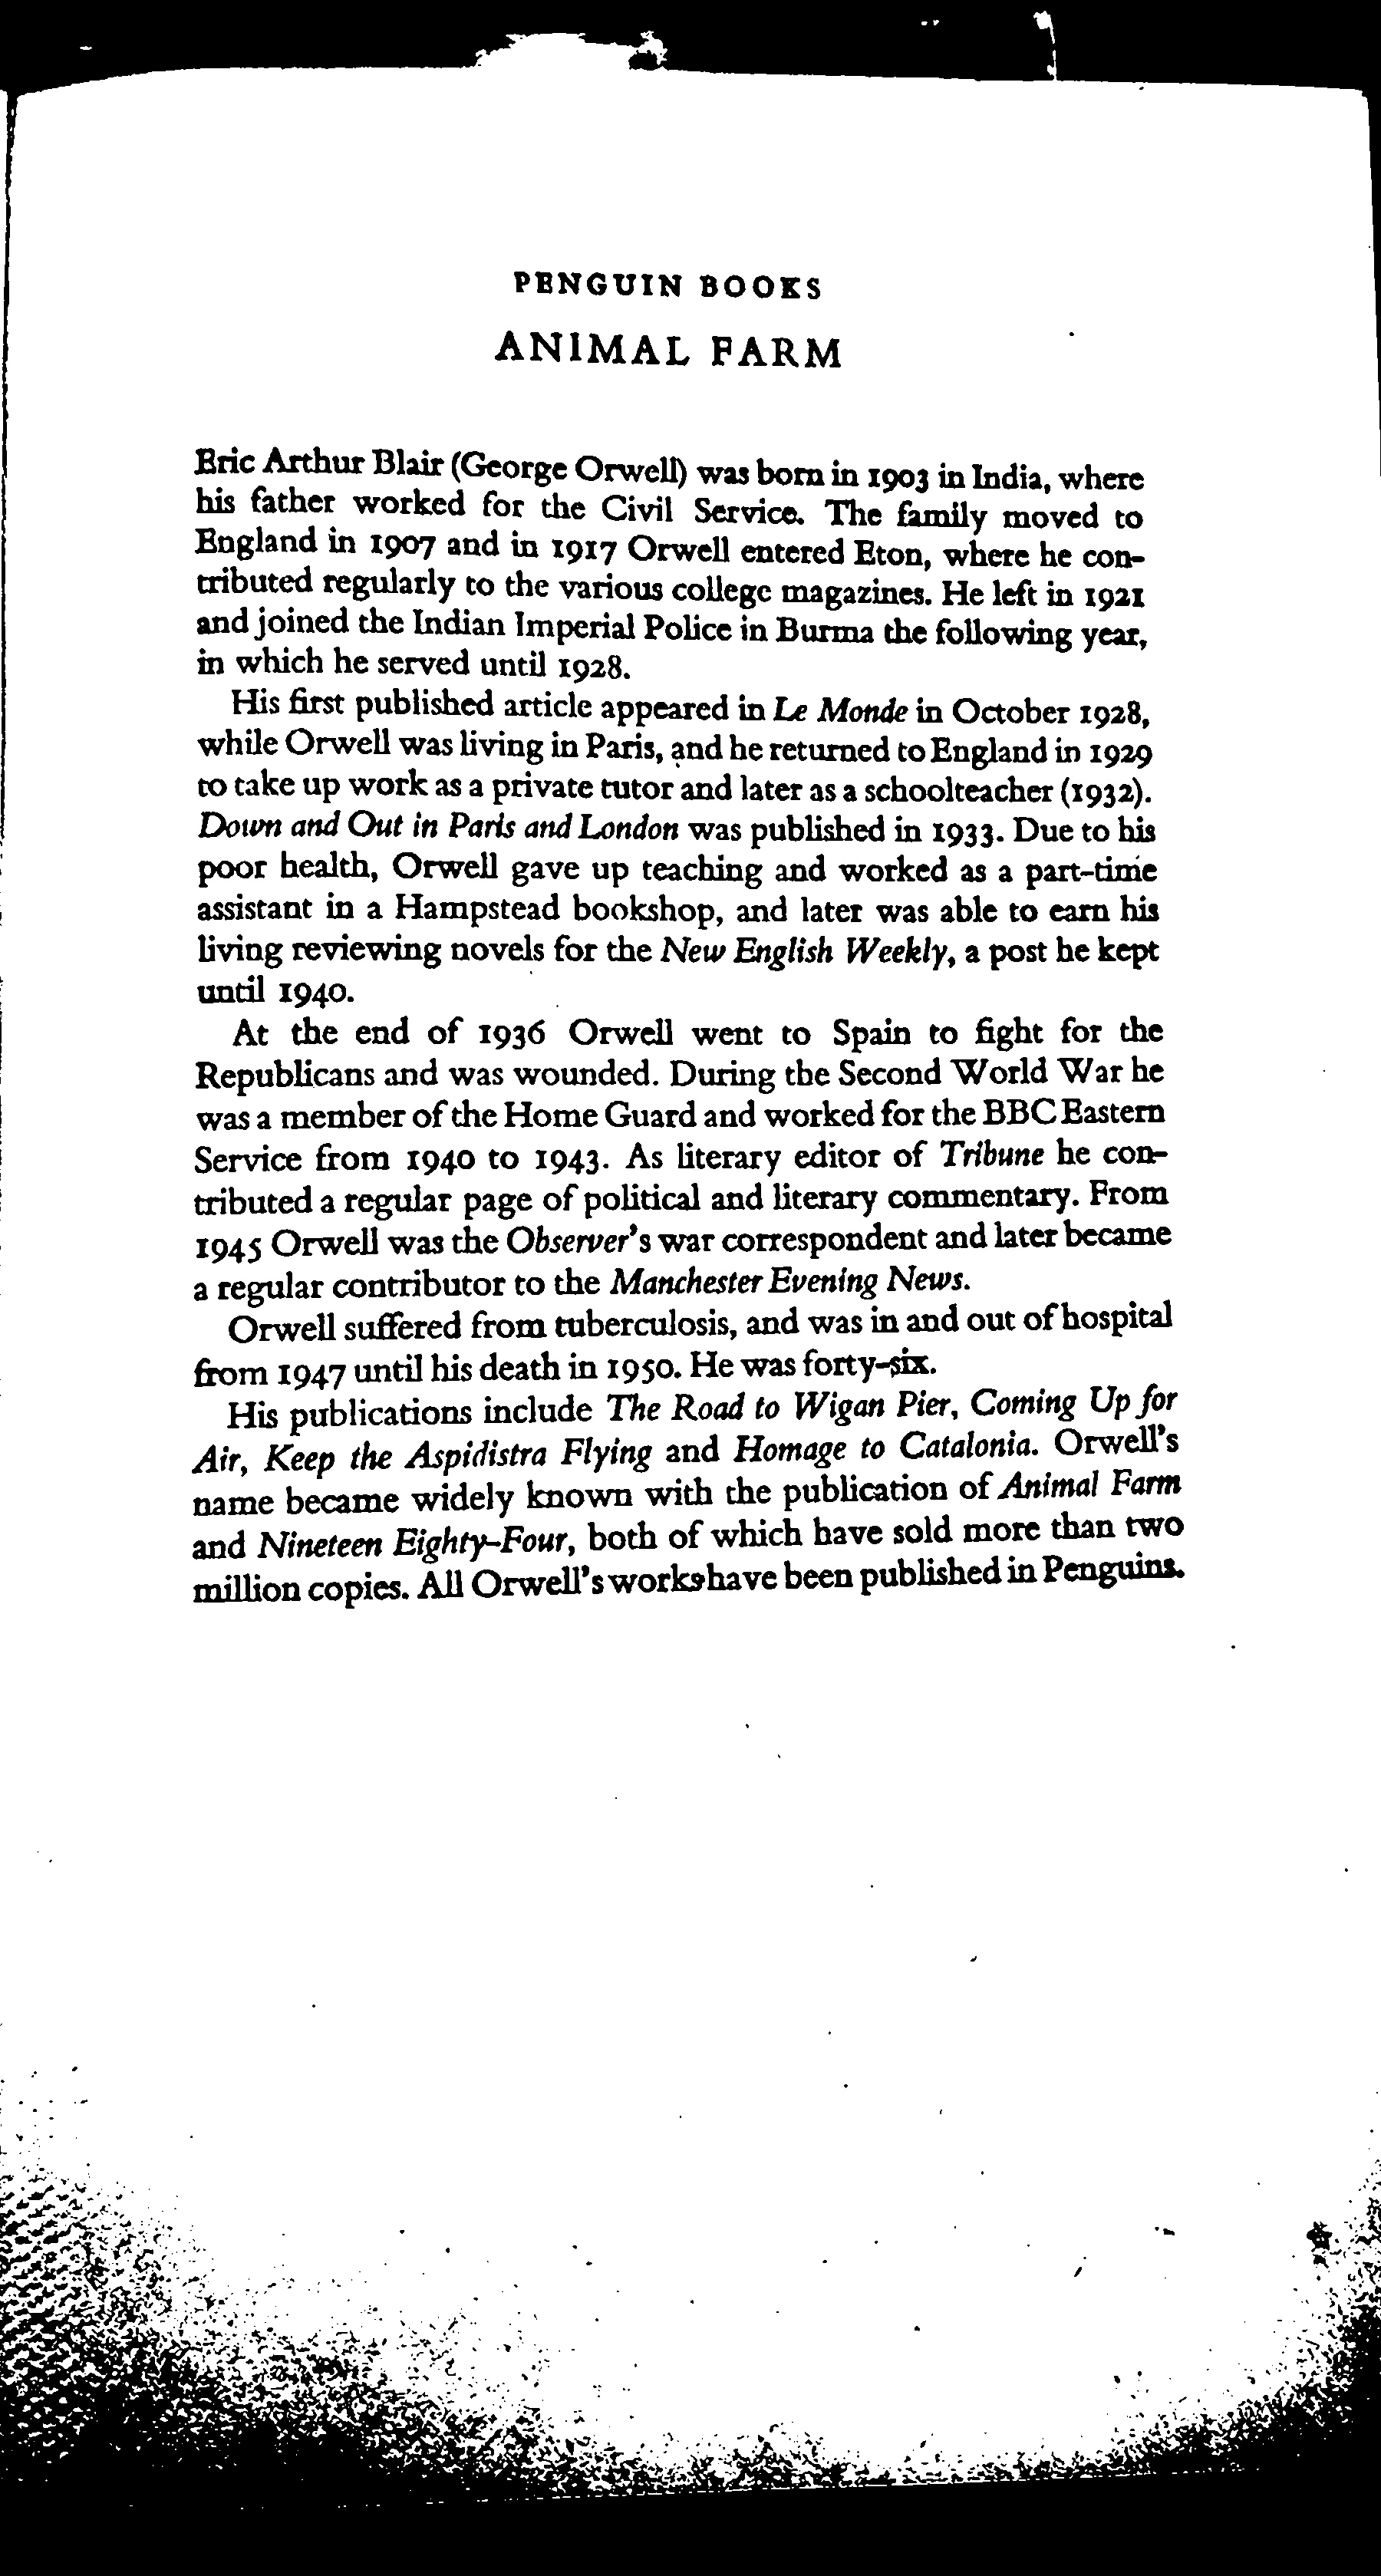 PENGUIN BOOKS
ANIMAL FARM
Eric Arthur Blair (George Orwell) was born in 1903 in India, where
his father worked for the Civil Service. The family moved to
England in 1907 and in 1917 Orwell entered Eton, where he con-
tributed regularly to the various college magazines. He left in 1921
and joined the Indian Imperial Police in Burma the following year,
in which he served until 1928.
His first published article appeared in Le Monde in October 1928,
while Orwell was living in Paris, and he returned to England in 1929
to take up work as a private tutor and later as a schoolteacher (1932).
Down and Out in Paris and London was published in 1933. Due to his
poor health, Orwell gave up teaching and worked as a part-time
assistant in a Hampstead bookshop, and later was able to earn his
living reviewing novels for the New English Weekly, a post he kept
until 1940.
At the end of 1936 Orwell went to Spain to fight for the
Republicans and was wounded. During the Second World War he
was a member of the Home Guard and worked for the BBC Eastern
Service from 1940 to 1943. As literary editor of Tribune he con-
tributed a regular page of political and literary commentary. From
1945 Orwell was the Observer's war correspondent and later became
a regular contributor to the Manchester Evening News.
Orwell suffered from tuberculosis, and was in and out of hospital
from 1947 until his death in 1950. He was forty-six.
His publications include The Road to Wigan Pier, Coming Up for
Air, Keep the Aspidistra Flying and Homage to Catalonia. Orwell's
name became widely known with the publication of Animal Farm
and Nineteen Eighty-Four, both of which have sold more than two
million copies. All Orwell's works have been published in Penguins.